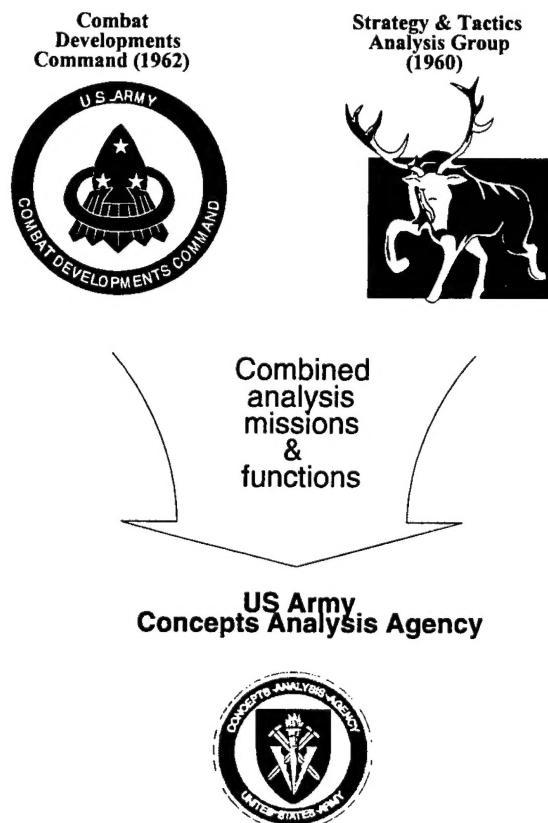 Combat
Developments
Command (1962)
Strategy & Tactics
Analysis Group
(1960)
U.S. ARMY
COMBAT DEVELOPMENTS COMMAND
Combined
analysis
missions
&
functions
US Army
Concepts Analysis Agency
CONCEPTS ANALYSIS AGENCY
UNITED STATES ARMY